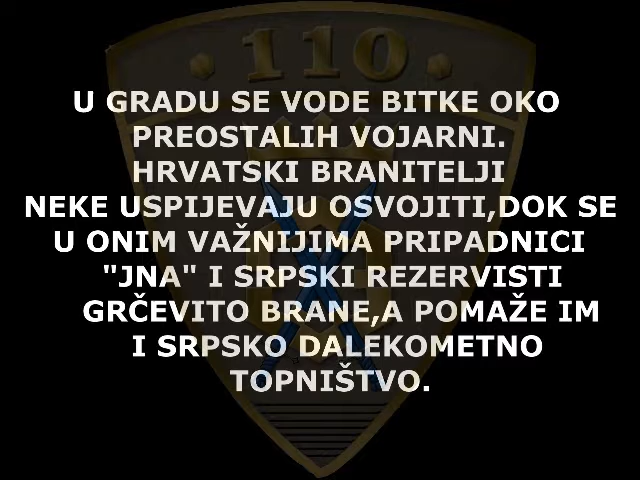 110.
U GRADU SE VODE BITKE OKO
PREOSTALIH VOJARNI.
HRVATSKI BRANITELJI
NEKE USPIJEVAJU OSVOJITI,DOK SE
U ONIM VAŽNIJIMA PRIPADNICI
"JNA" I SRPSKI REZERVISTI
GRČEVITO BRANE,A POMAŽE IM
I SRPSKO DALEKOMETNO
TOPNIŠTVO.